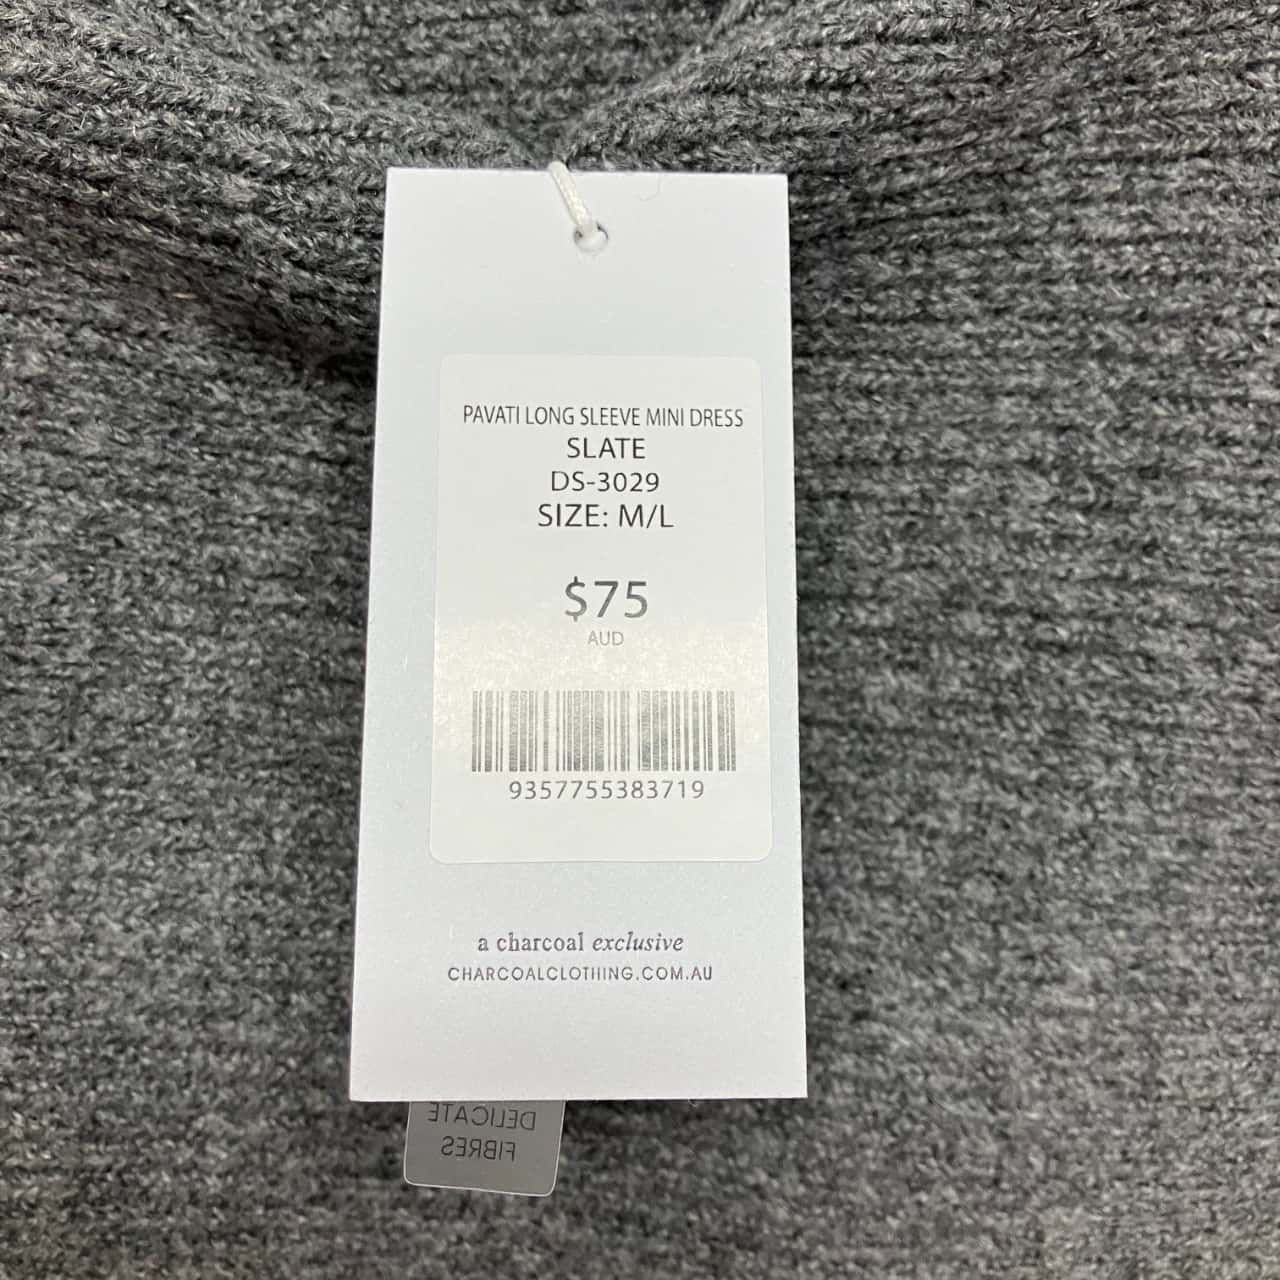 PAVATI LONG SLEEVE MINI DRESS
SLATE
DS-3029
SIZE: M/L
$75
AUD
9357755383719
a charcoal exclusive
CHARCOALCLOTHING.COM.AU
DELICATE
FIBRES